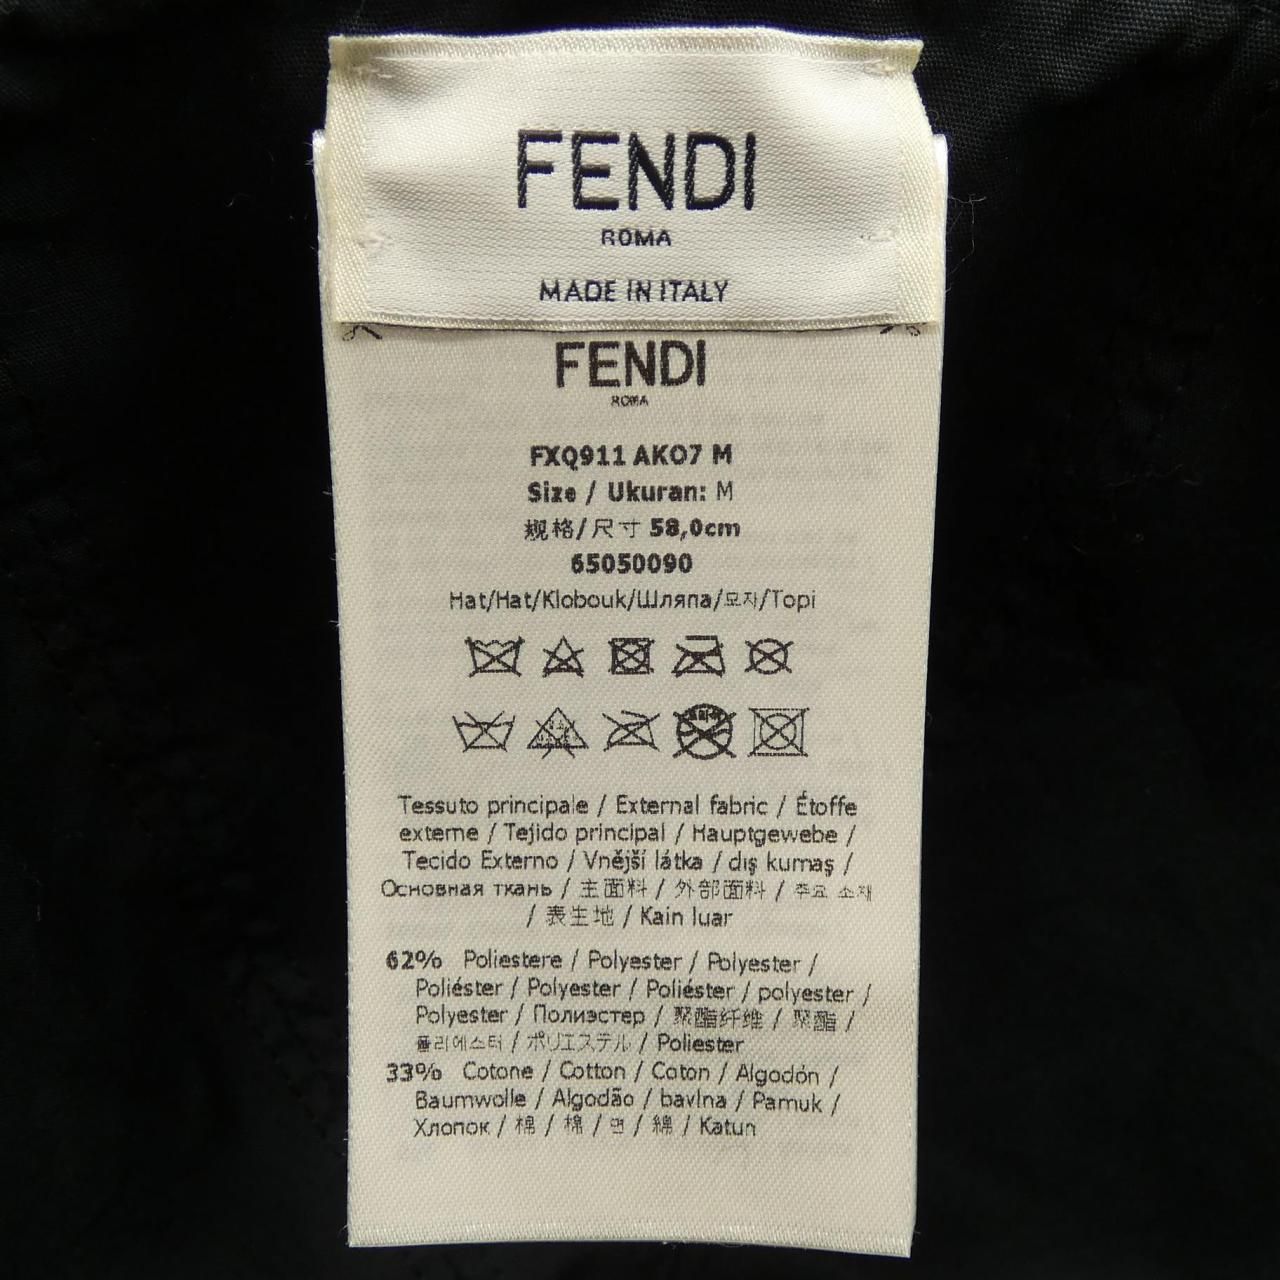 FENDI
ROMA
MADE IN ITALY
FENDI
ROMA
FXQ911 AKO7 M
Size / Ukuran: M
规格/尺寸 58,0cm
65050090
Hat/Hat/Klobouk/Шляпа/모자/Topi
Tessuto principale / External fabric / Étoffe
externe / Tejido principal / Hauptgewebe /
Tecido Externo / Vnější látka / dış kumaş /
Основная ткань / 主面料 / 外部面料 / 주요 소재
/ 表生地 / Kain luar
62% Poliestere / Polyester / Polyester /
Poliéster / Polyester / Poliéster / polyester /
Polyester / Полиэстер / 聚酯纤维 / 聚酯 /
폴리에스터 / ポリエステル / Poliester
33% Cotone / Cotton / Coton / Algodón /
Baumwolle / Algodão / bavlna / Pamuk /
Хлопок / 棉 / 棉 / 면 / 綿 / Katun